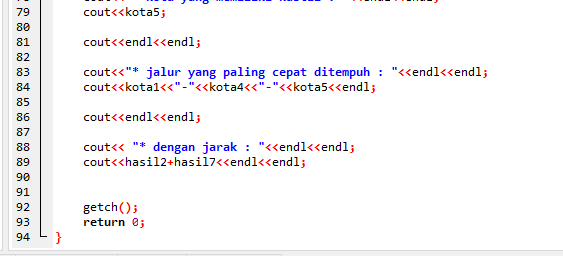 79 cout<<kota5;
80
81 cout<<endl<<endl;
82
83 cout<<"* jalur yang paling cepat ditempuh : "<<endl<<endl;
84 cout<<kota1<<"-"<<kota4<<"-"<<kota5<<endl;
85
86 cout<<endl<<endl;
87
88 cout<< "* dengan jarak : "<<endl<<endl;
89 cout<<hasil2+hasil7<<endl<<endl;
90
91
92 getch();
93 return 0;
94 }